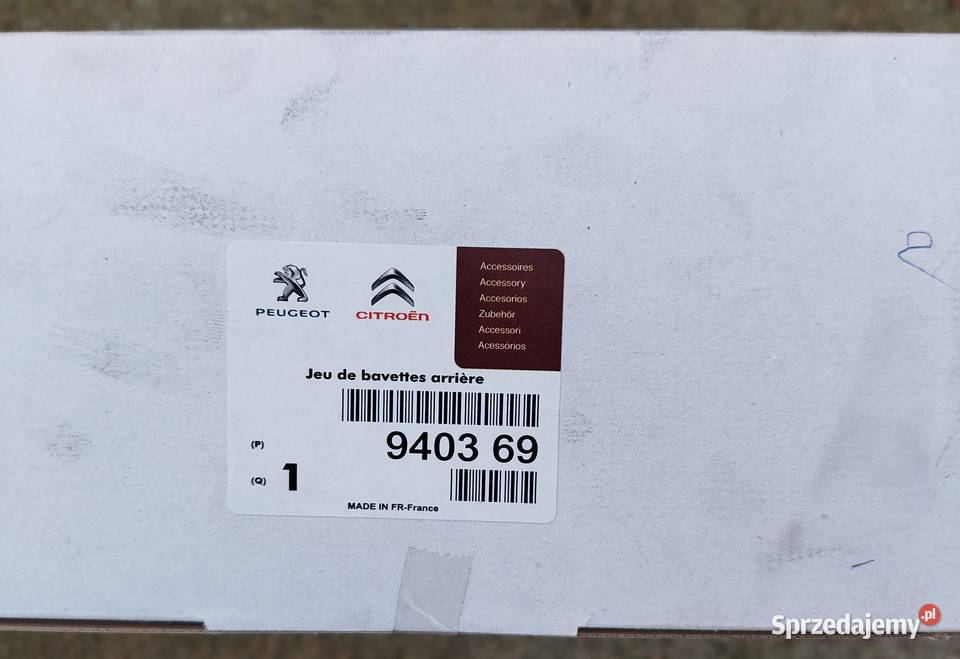 PEUGEOT
CITROËN
Accessoires
Accessory
Accesorios
Zubehör
Accessori
Acessórios
Jeu de bavettes arrière
(P) 9403 69
(Q) 1
MADE IN FR-France
Sprzedajemy.pl